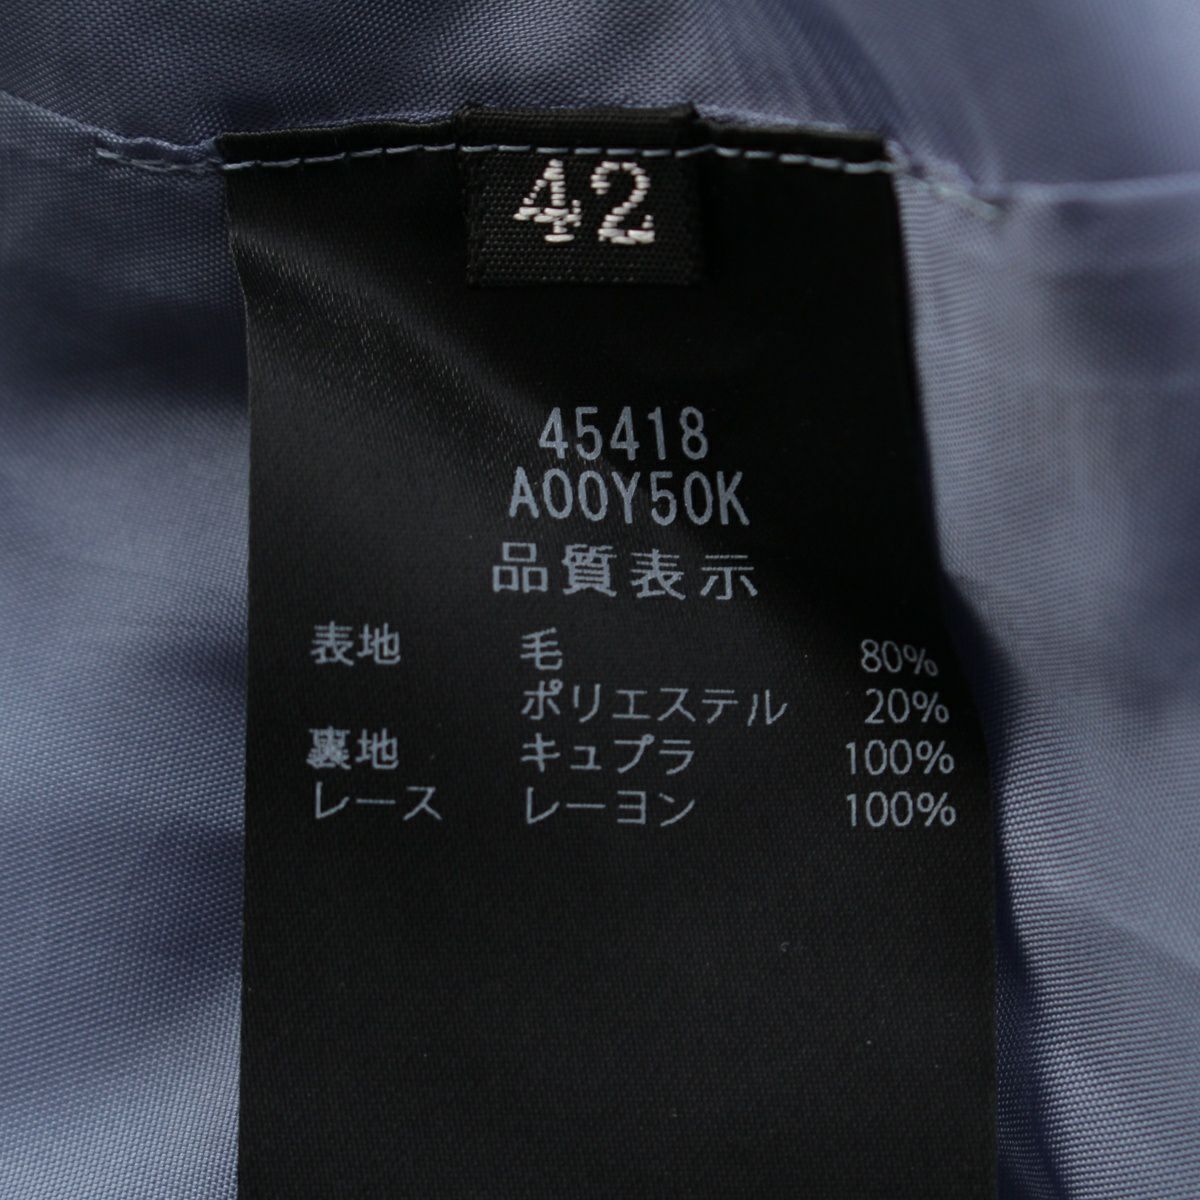 42
45418
A00Y50K
品質表示
表地 毛 80%
ポリエステル 20%
裏地 キュプラ 100%
レース レーヨン 100%